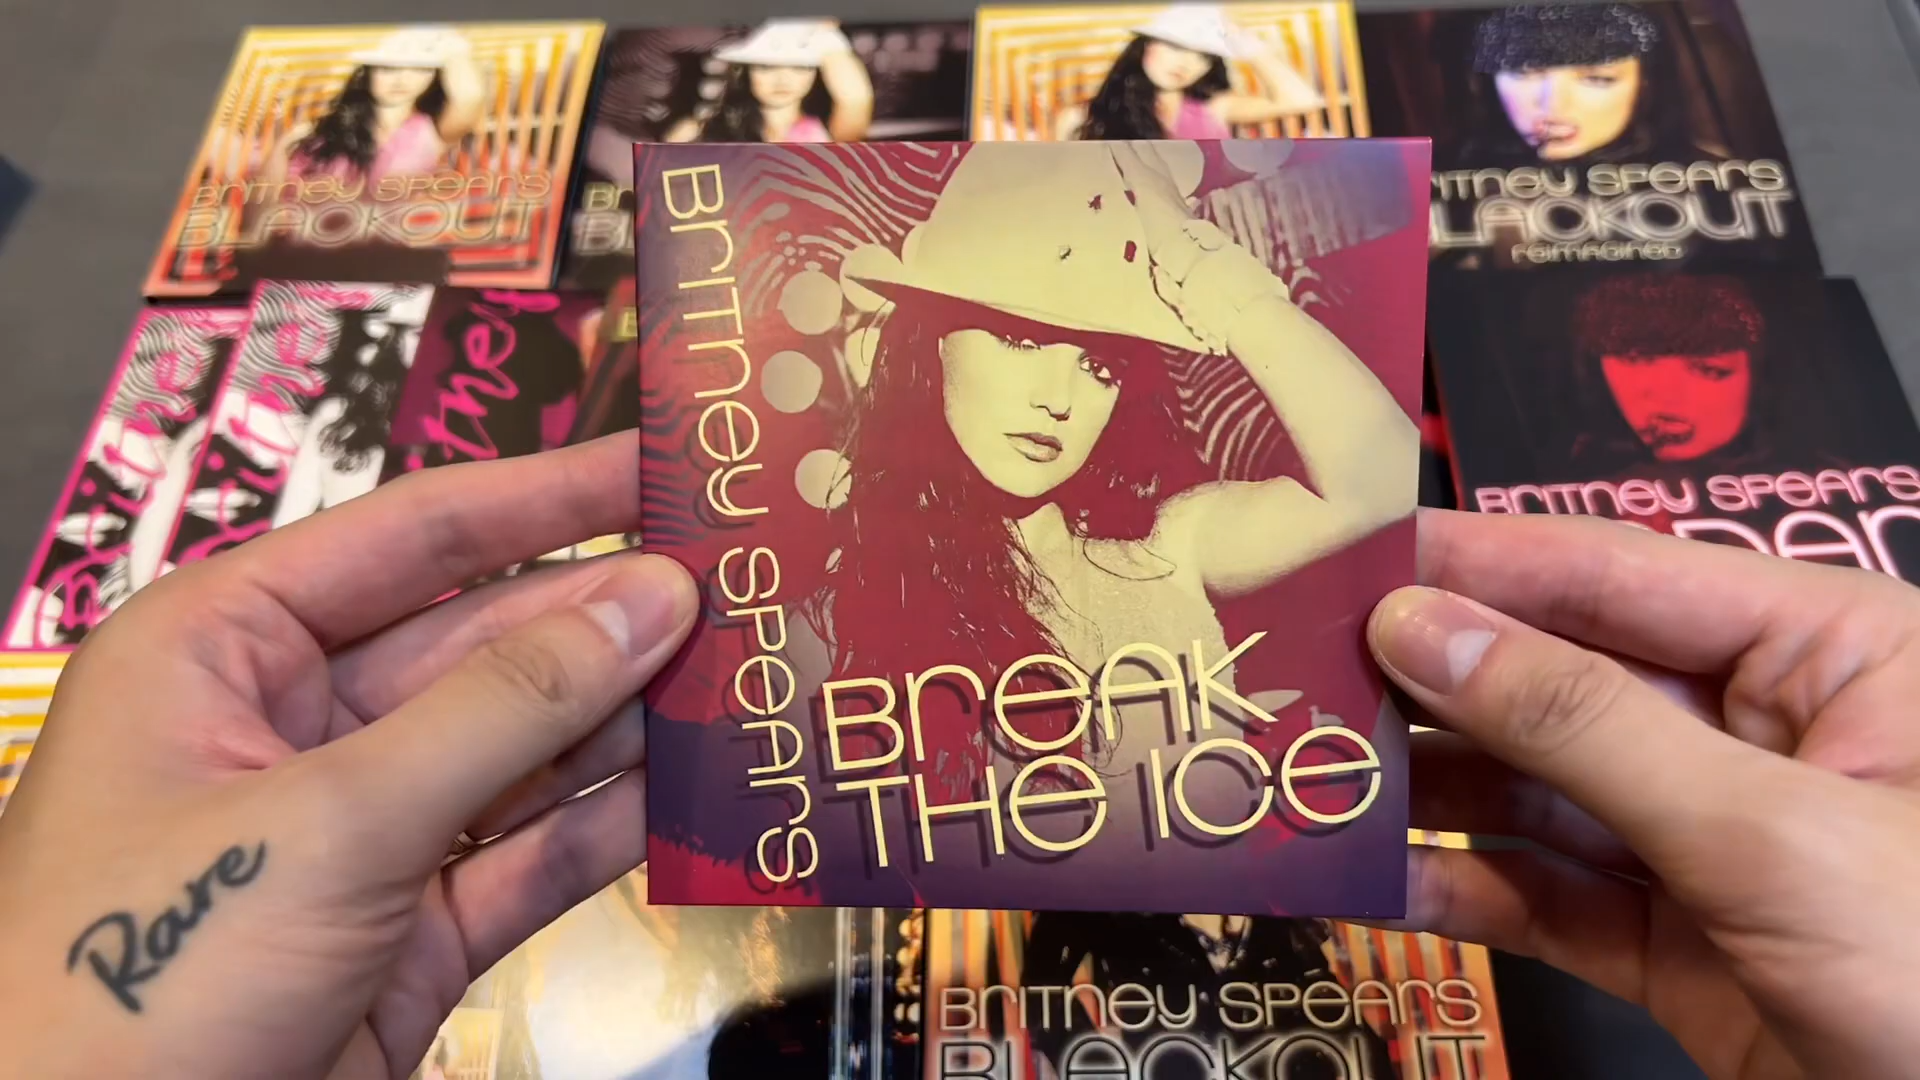 BRITNEY SPEARS
BLACKOUT
BRITNEY SPEARS
BLACKOUT
REIMAGINED
BRITNEY SPEARS
BRITNEY SPEARS
BREAK
THE ICE
Rare
BRITNEY SPEARS
BLACKOUT